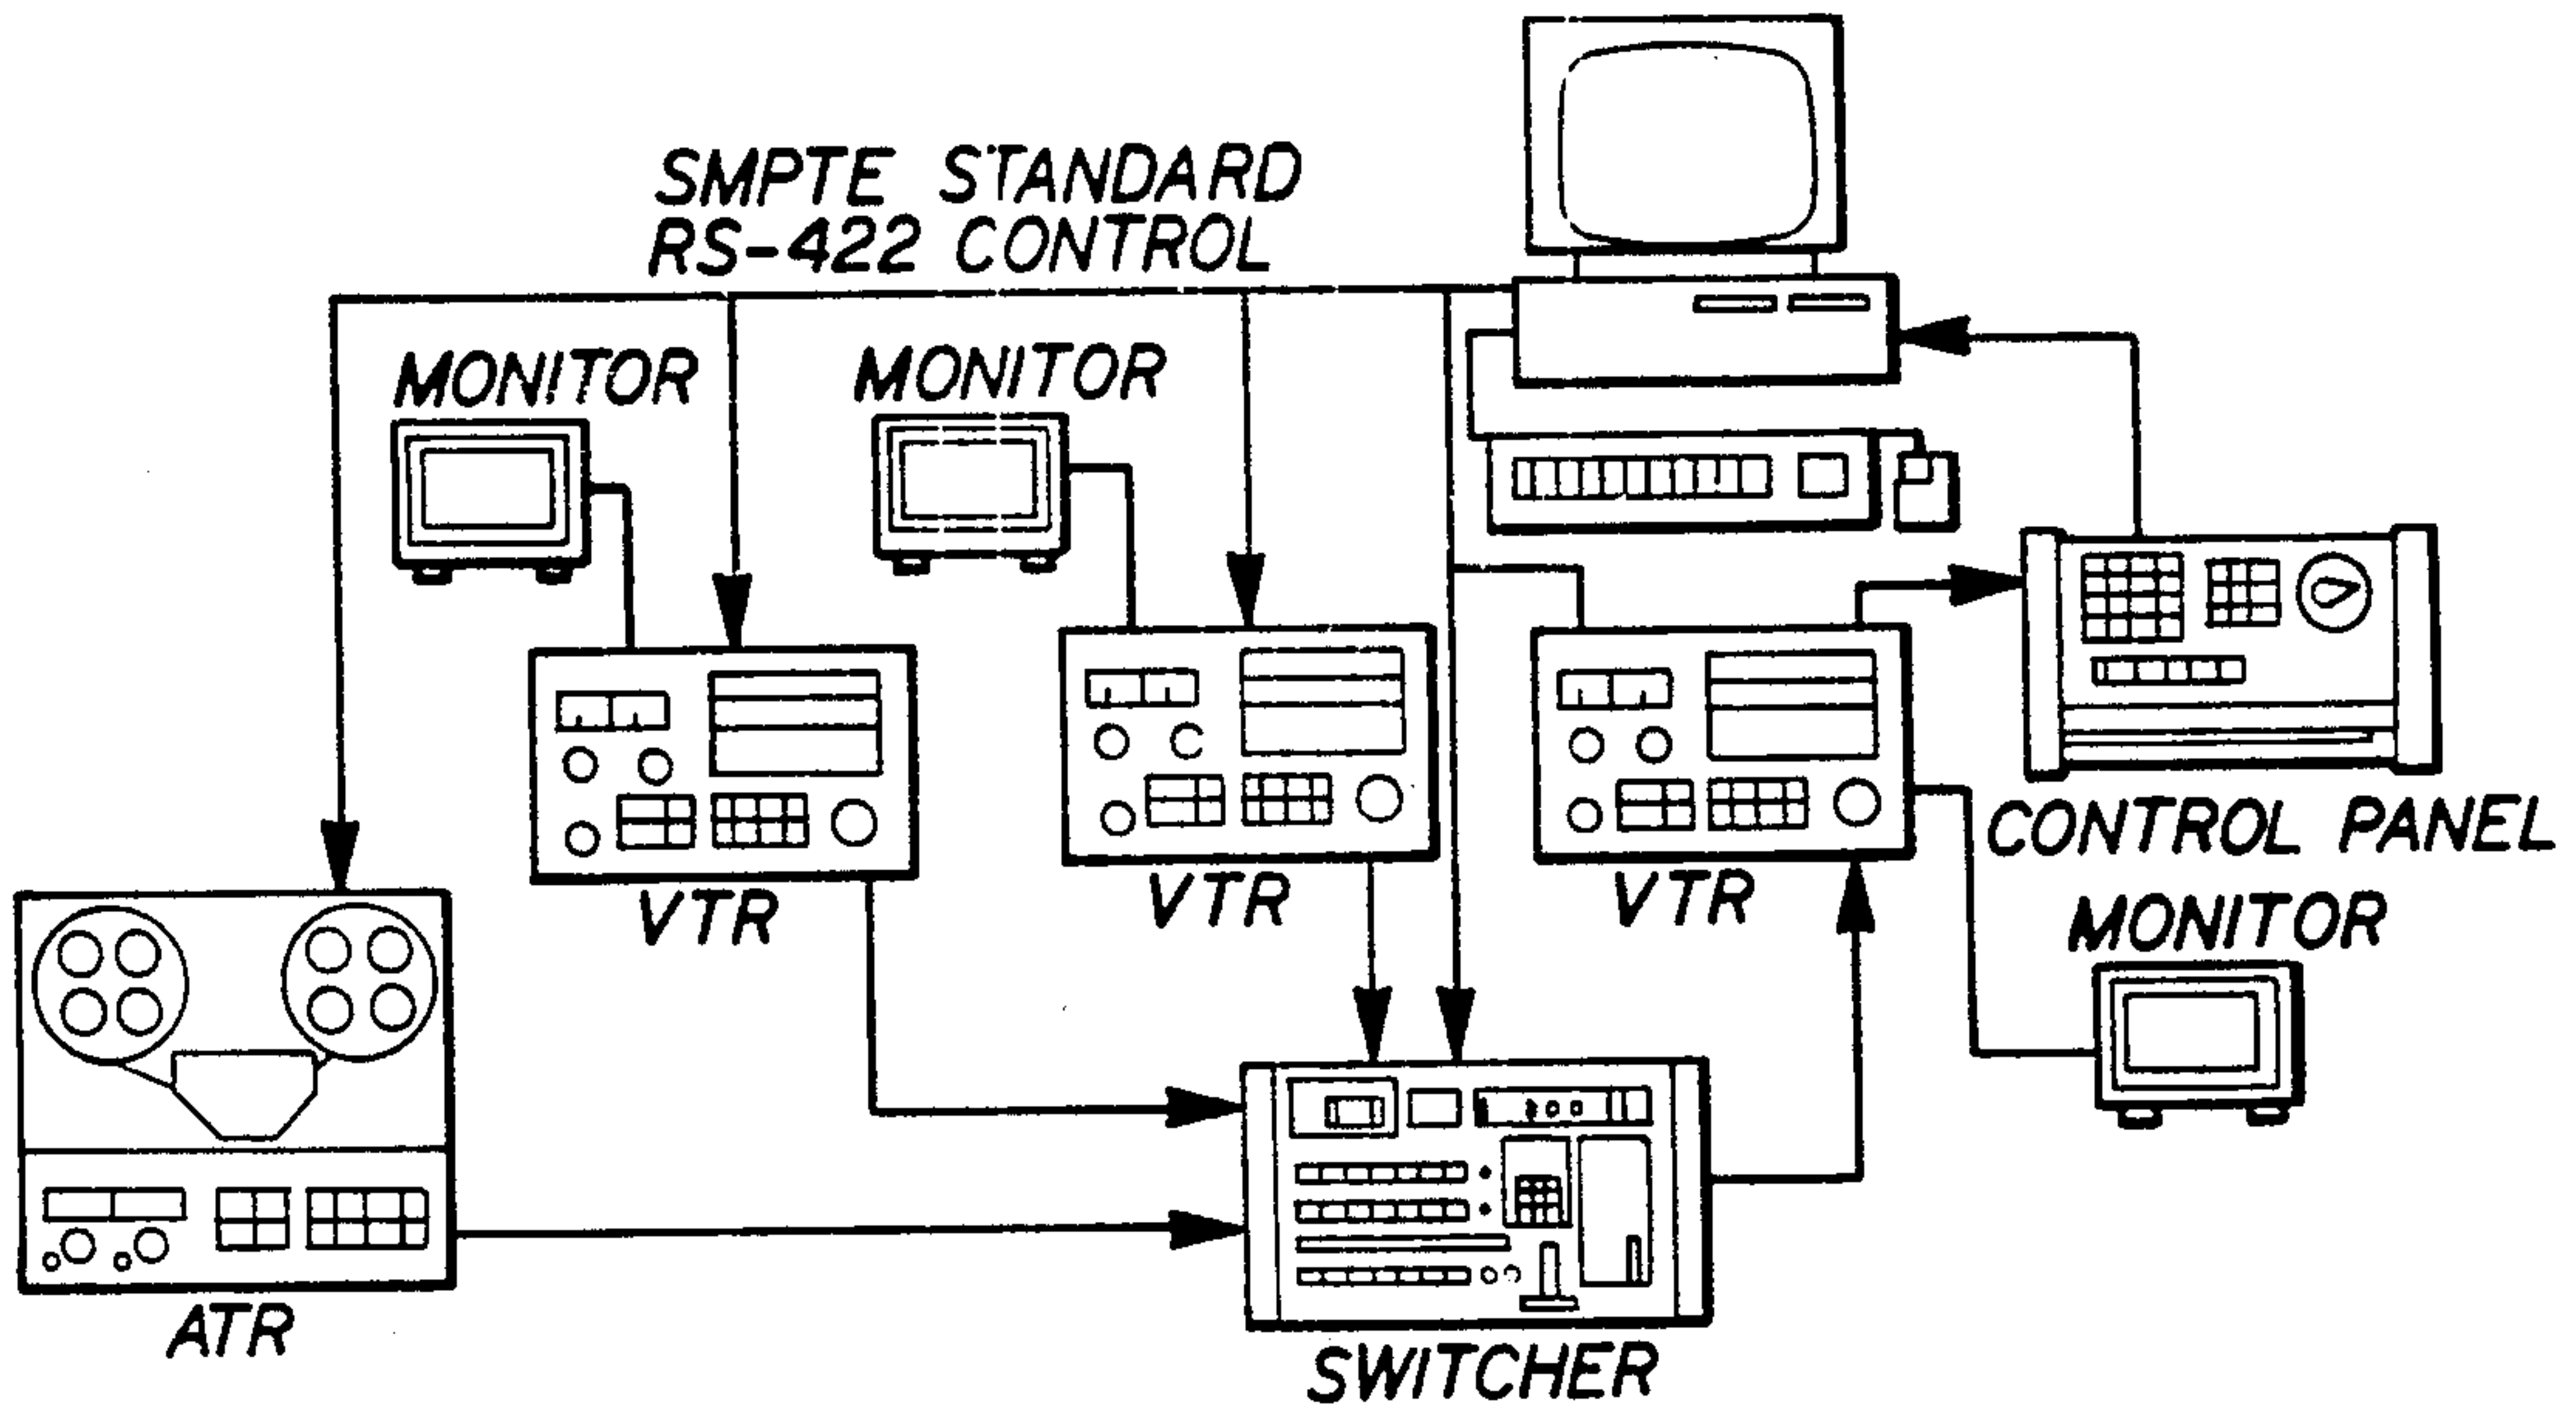 SMPTE STANDARD
RS-422 CONTROL
MONITOR
MONITOR
VTR
VTR
VTR
CONTROL PANEL
MONITOR
ATR
SWITCHER